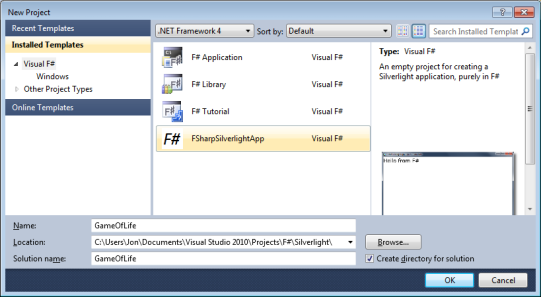 New Project
Recent Templates
Installed Templates
Visual F#
Windows
Other Project Types
Online Templates
.NET Framework 4 Sort by: Default Search Installed Templat
F# Application Visual F#
F# Library Visual F#
F# Tutorial Visual F#
F# FSharpSilverlightApp Visual F#
Type: Visual F#
An empty project for creating a
Silverlight application, purely in F#
Hello from F#
Name: GameOfLife
Location: C:\Users\Jon\Documents\Visual Studio 2010\Projects\F#\Silverlight\ Browse...
Solution name: GameOfLife Create directory for solution
OK Cancel